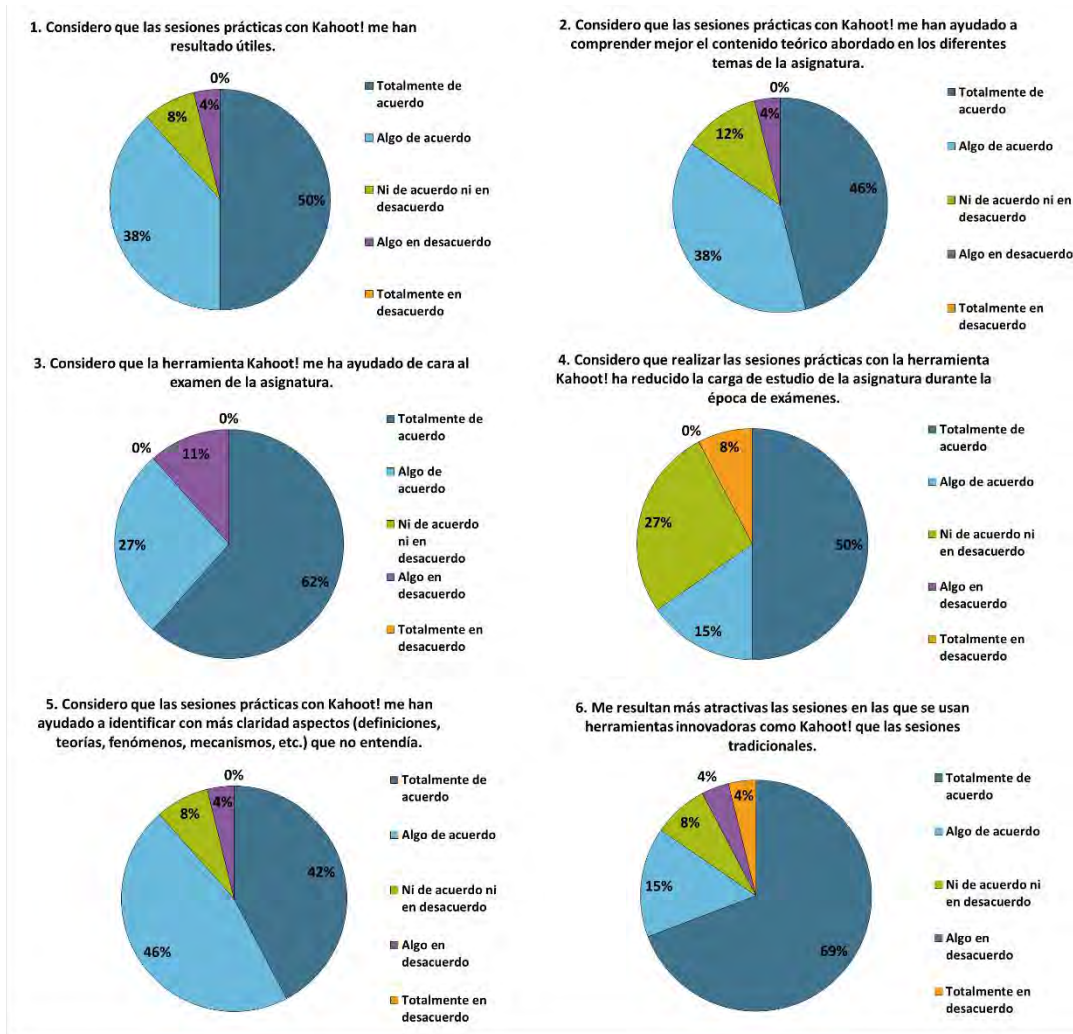 1. Considero que las sesiones prácticas con Kahoot! me han
resultado útiles.
0%
4%
8%
38%
50%
Totalmente de
acuerdo
Algo de acuerdo
Ni de acuerdo ni en
desacuerdo
Algo en desacuerdo
Totalmente en
desacuerdo
2. Considero que las sesiones prácticas con Kahoot! me han ayudado a
comprender mejor el contenido teórico abordado en los diferentes
temas de la asignatura.
0%
4%
12%
38%
46%
Totalmente de
acuerdo
Algo de acuerdo
Ni de acuerdo ni en
desacuerdo
Algo en desacuerdo
Totalmente en
desacuerdo
3. Considero que la herramienta Kahoot! me ha ayudado de cara al
examen de la asignatura.
0%
0%
11%
27%
62%
Totalmente de
acuerdo
Algo de
acuerdo
Ni de acuerdo
ni en
desacuerdo
Algo en
desacuerdo
Totalmente en
desacuerdo
4. Considero que realizar las sesiones prácticas con la herramienta
Kahoot! ha reducido la carga de estudio de la asignatura durante la
época de exámenes.
0%
8%
27%
15%
50%
Totalmente de
acuerdo
Algo de acuerdo
Ni de acuerdo ni
en desacuerdo
Algo en
desacuerdo
Totalmente en
desacuerdo
5. Considero que las sesiones prácticas con Kahoot! me han
ayudado a identificar con más claridad aspectos (definiciones,
teorías, fenómenos, mecanismos, etc.) que no entendía.
0%
4%
8%
46%
42%
Totalmente de
acuerdo
Algo de acuerdo
Ni de acuerdo ni
en desacuerdo
Algo en
desacuerdo
Totalmente en
desacuerdo
6. Me resultan más atractivas las sesiones en las que se usan
herramientas innovadoras como Kahoot! que las sesiones
tradicionales.
4%
4%
8%
15%
69%
Totalmente de
acuerdo
Algo de acuerdo
Ni de acuerdo ni
en desacuerdo
Algo en
desacuerdo
Totalmente en
desacuerdo